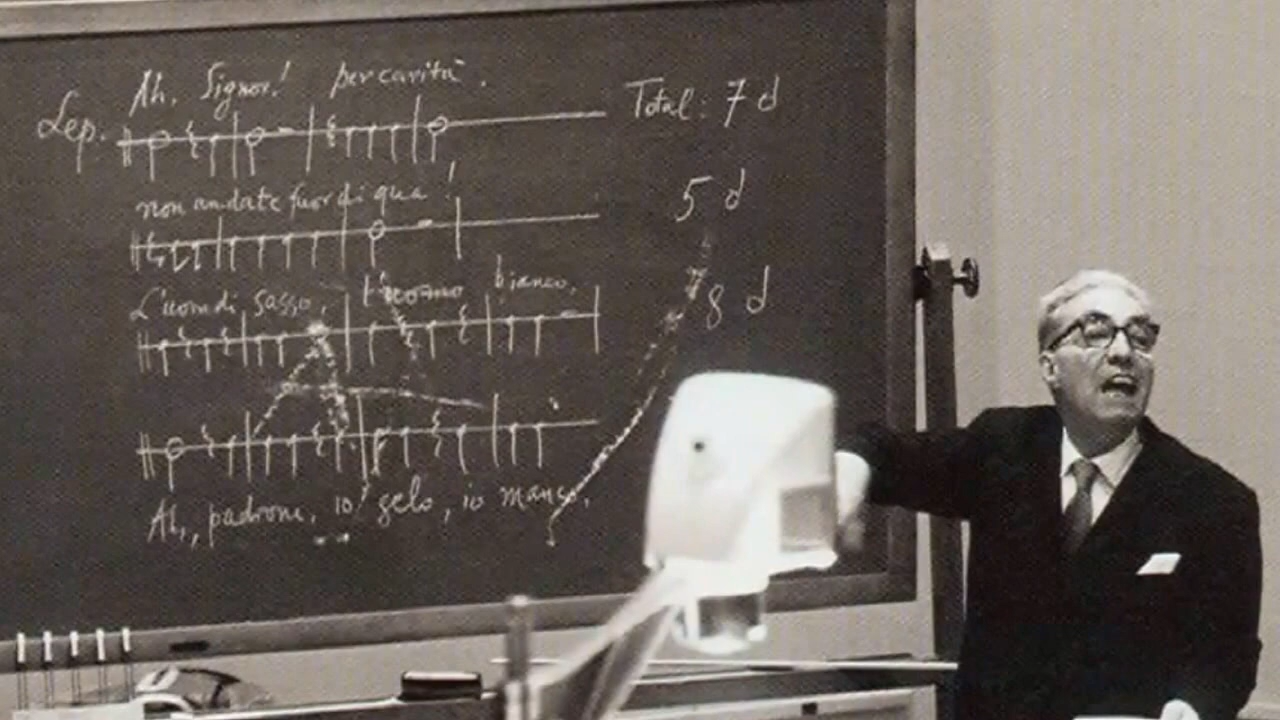 Ah, Signor! per carità.
Lep. Total: 7 d
non andate fuor di qua! 5 d
L'uom di sasso, l'uomo bianco, 8 d
Ah, padrone, io gelo, io manco,